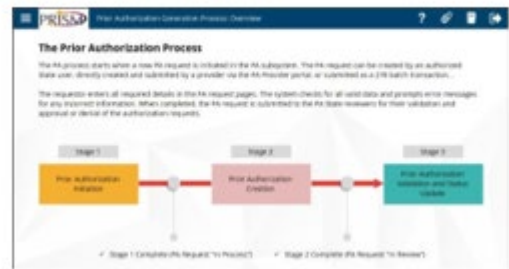 PRISM
Prior Authorization Generation Process: Overview
The Prior Authorization Process
The PA process starts when a new PA request is initiated in the PA subsystem. The PA request can be created by an authorized
State user, directly created and submitted by a provider via the PA Provider portal, or submitted as a 278 batch transaction.
The requestor enters all required details in the PA request pages. The system checks for all valid data and prompts error messages
for any incorrect information. When completed, the PA request is submitted to the PA State reviewers for their validation and
approval or denial of the authorization requests.
Stage 1
Stage 2
Stage 3
Prior Authorization
Initiation
Prior Authorization
Creation
Prior Authorization
Validation and Status
Update
✓ Stage 1 Complete (PA Request "In Process")
✓ Stage 2 Complete (PA Request "In Review")